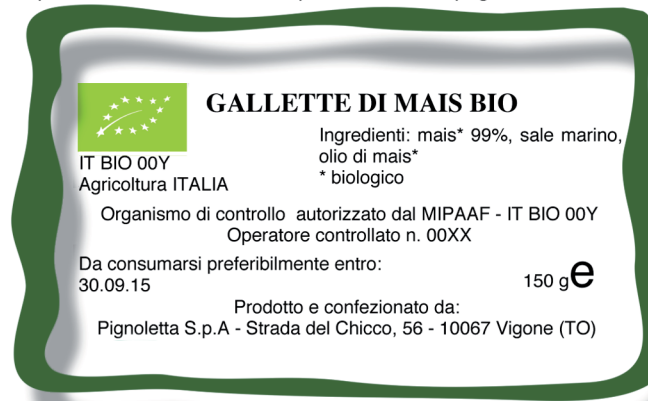 GALLETTE DI MAIS BIO
Ingredienti: mais* 99%, sale marino,
olio di mais*
* biologico
IT BIO 00Y
Agricoltura ITALIA
Organismo di controllo autorizzato dal MIPAAF - IT BIO 00Y
Operatore controllato n. 00XX
Da consumarsi preferibilmente entro:
30.09.15
150 g e
Prodotto e confezionato da:
Pignoletta S.p.A - Strada del Chicco, 56 - 10067 Vigone (TO)